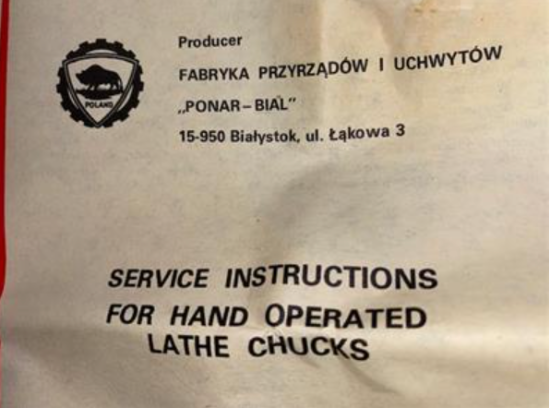 Producer
FABRYKA PRZYRZĄDÓW I UCHWYTÓW
„PONAR-BIAL”
15-950 Białystok, ul. Łąkowa 3
POLAND
SERVICE INSTRUCTIONS
FOR HAND OPERATED
LATHE CHUCKS